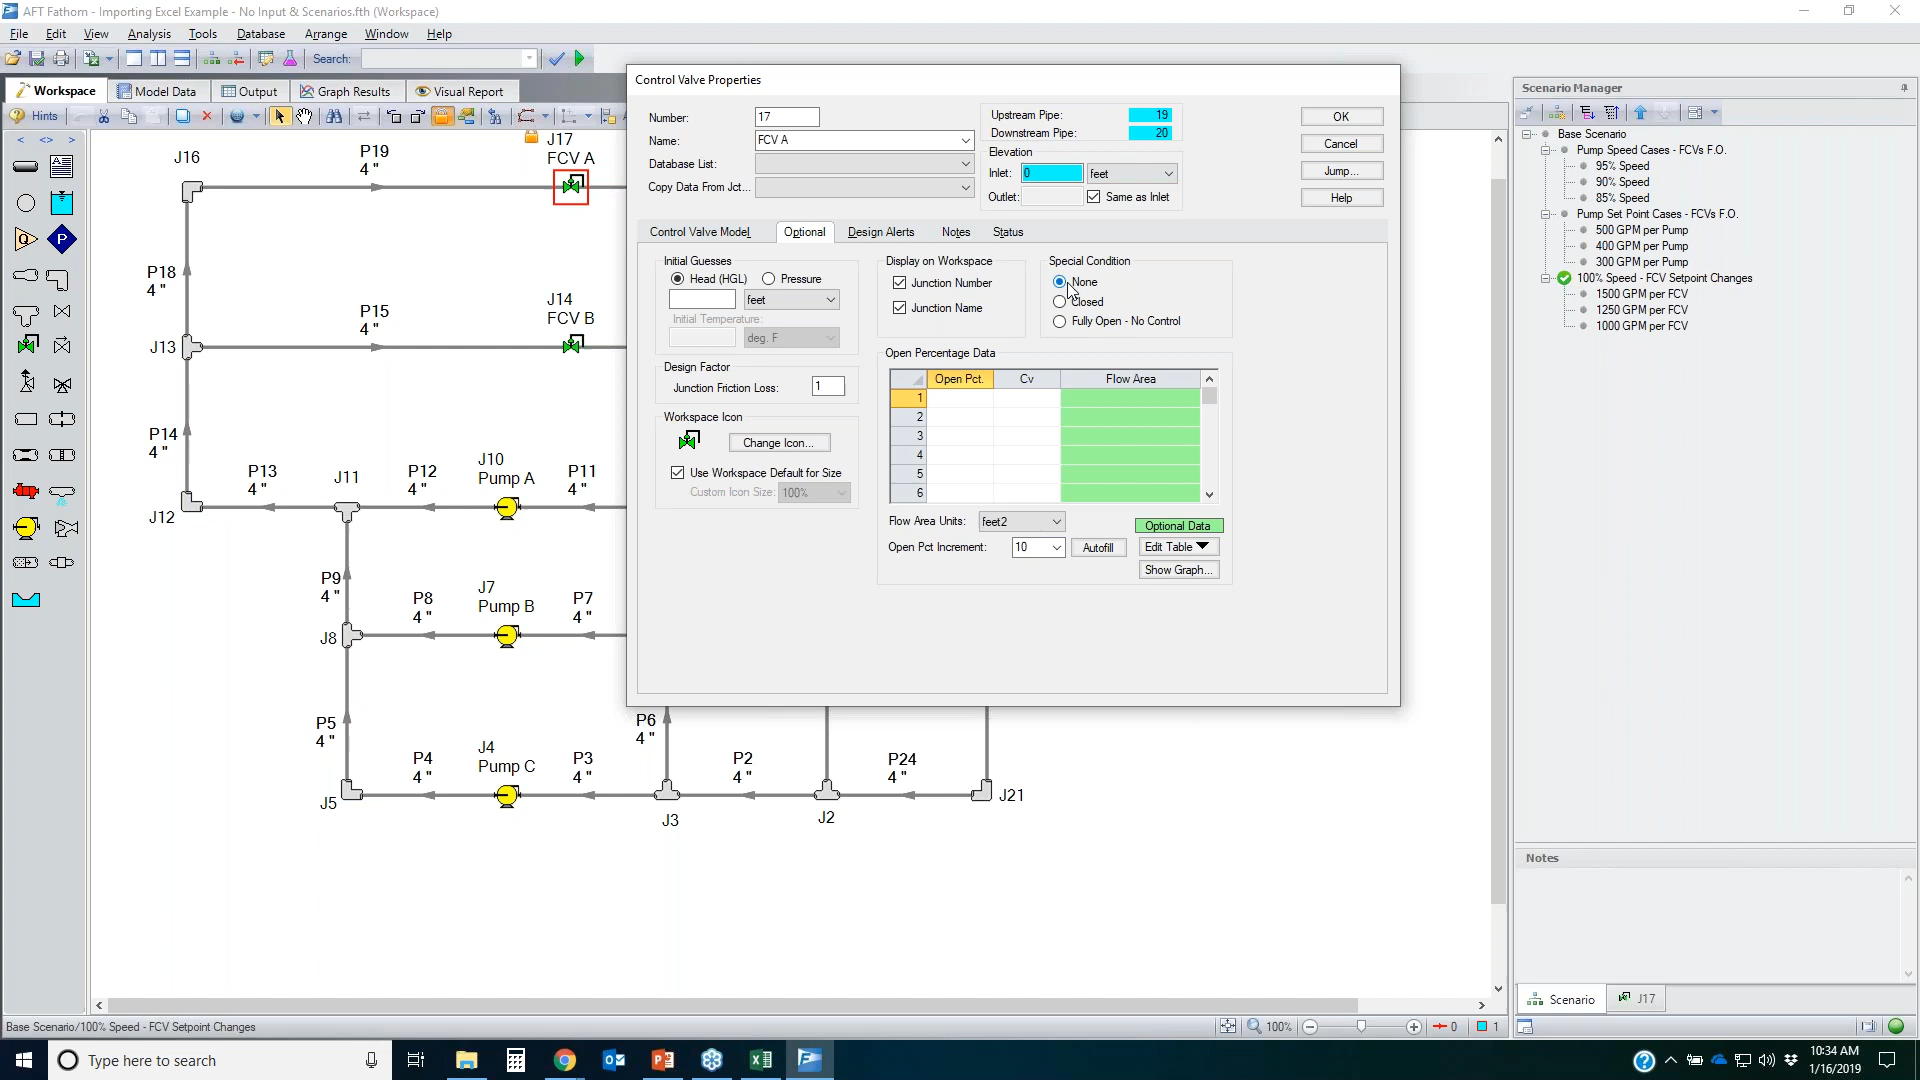 AFT Fathom - Importing Excel Example - No Input & Scenarios.fth (Workspace)
File Edit View Analysis Tools Database Arrange Window Help
Search:
Workspace Model Data Output Graph Results Visual Report
Hints
< <> >
J16
P19
4 "
J17
FCV A
P18
4 "
P15
4 "
J14
FCV B
J13
P14
4 "
P13
4 "
J11
P12
4 "
J10
Pump A
P11
4 "
J12
P9
4 "
P8
4 "
J7
Pump B
P7
4 "
J8
P5
4 "
P4
4 "
J4
Pump C
P3
4 "
P6
4 "
P2
4 "
P24
4 "
J5
J3
J2
J21
Control Valve Properties
Number: 17
Name: FCV A
Database List:
Copy Data From Jct...
Upstream Pipe: 19
Downstream Pipe: 20
Elevation
Inlet: 0 feet
Outlet: Same as Inlet
OK
Cancel
Jump...
Help
Control Valve Model Optional Design Alerts Notes Status
Initial Guesses
Head (HGL) Pressure
feet
Initial Temperature:
deg. F
Design Factor
Junction Friction Loss: 1
Workspace Icon
Change Icon...
Use Workspace Default for Size
Custom Icon Size: 100%
Display on Workspace
Junction Number
Junction Name
Special Condition
None
Closed
Fully Open - No Control
Open Percentage Data
Open Pct. Cv Flow Area
1
2
3
4
5
6
Flow Area Units: feet2
Optional Data
Open Pct Increment: 10 Autofill
Edit Table
Show Graph...
Scenario Manager
Base Scenario
Pump Speed Cases - FCVs F.O.
95% Speed
90% Speed
85% Speed
Pump Set Point Cases - FCVs F.O.
500 GPM per Pump
400 GPM per Pump
300 GPM per Pump
100% Speed - FCV Setpoint Changes
1500 GPM per FCV
1250 GPM per FCV
1000 GPM per FCV
Notes
Scenario J17
Base Scenario/100% Speed - FCV Setpoint Changes
100%
0
1
Type here to search
10:34 AM
1/16/2019